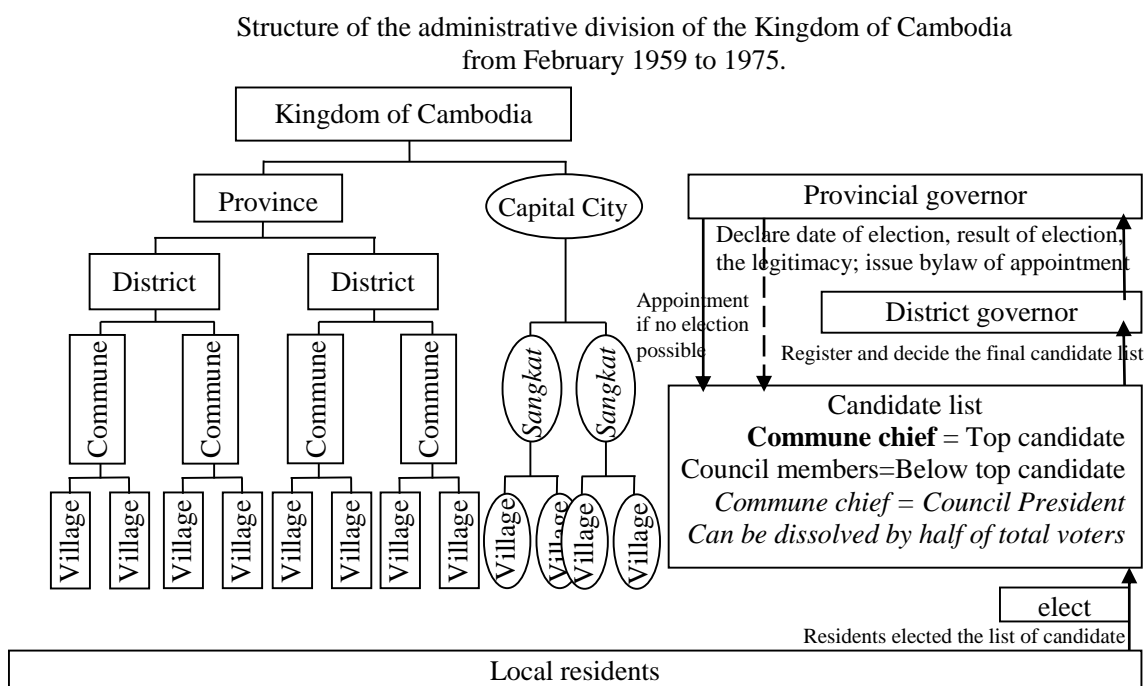 Structure of the administrative division of the Kingdom of Cambodia
from February 1959 to 1975.
Kingdom of Cambodia
Province
Capital City
District
District
Commune
Commune
Commune
Commune
Sangkat
Sangkat
Village
Village
Village
Village
Village
Village
Village
Village
Village
Village
Village
Village
Provincial governor
Declare date of election, result of election,
the legitimacy; issue bylaw of appointment
Appointment
if no election
possible
District governor
Register and decide the final candidate list
Candidate list
Commune chief = Top candidate
Council members=Below top candidate
Commune chief = Council President
Can be dissolved by half of total voters
elect
Residents elected the list of candidate
Local residents